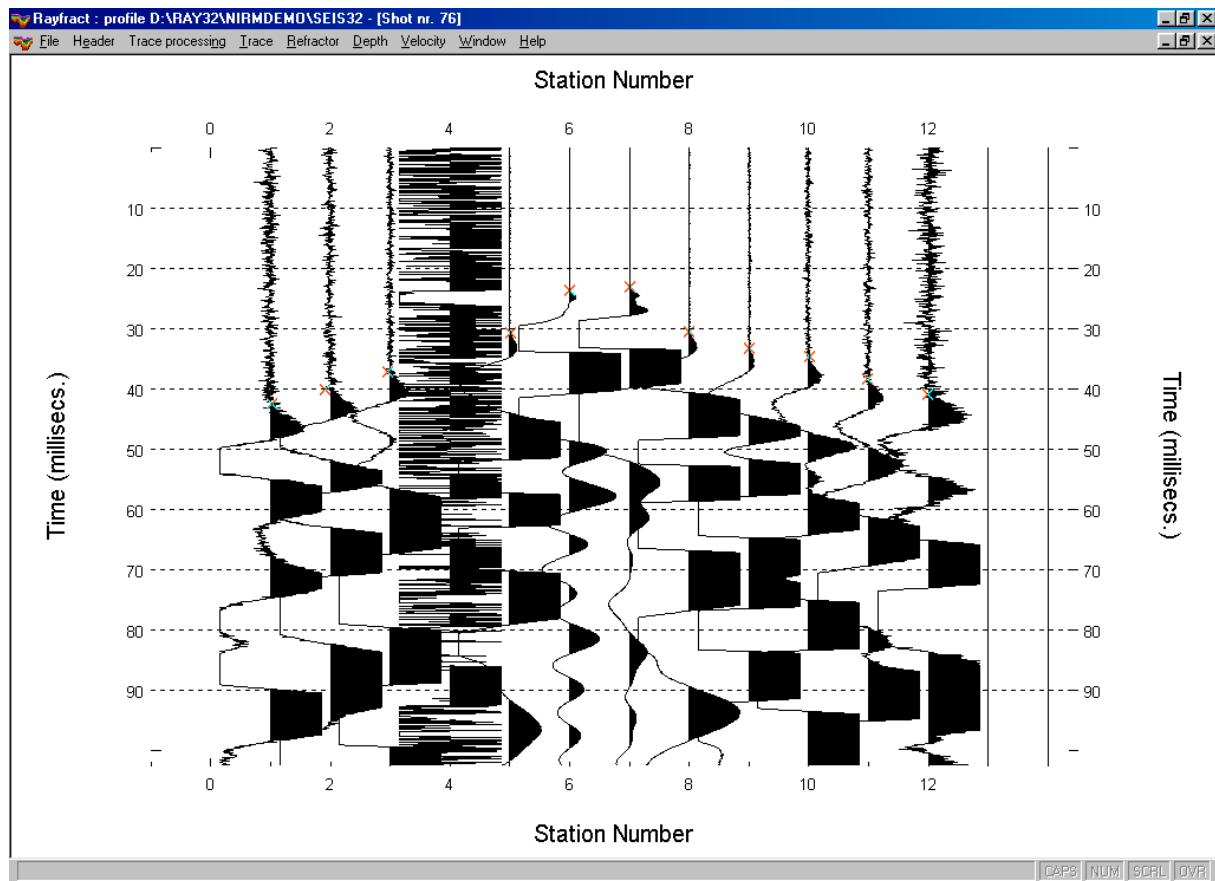 Rayfract : profile D:\RAY32\NIRMDEMO\SEIS32 - [Shot nr. 76]
File Header Trace processing Trace Refractor Depth Velocity Window Help
Station Number
0 2 4 6 8 10 12
10 10
20 20
30 30
40 40
50 50
60 60
70 70
80 80
90 90
Time (millisecs.)
Time (millisecs.)
0 2 4 6 8 10 12
Station Number
CAPS NUM SCRL OVR